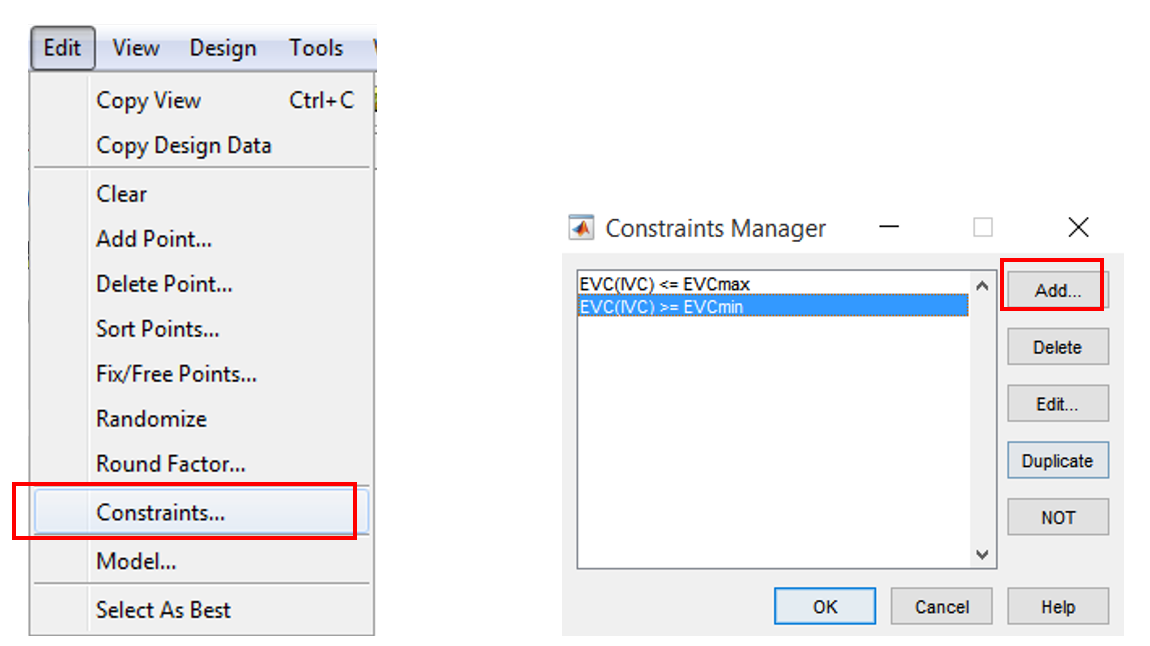 Edit View Design Tools
Copy View Ctrl+C
Copy Design Data
Clear
Add Point...
Delete Point...
Sort Points...
Fix/Free Points...
Randomize
Round Factor...
Constraints...
Model...
Select As Best
Constraints Manager
EVC(IVC) <= EVCmax
EVC(IVC) >= EVCmin
Add...
Delete
Edit...
Duplicate
NOT
OK Cancel Help